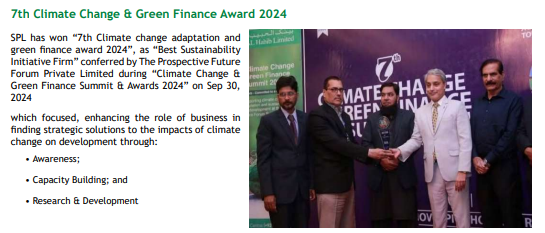 7th Climate Change & Green Finance Award 2024
SPL has won “7th Climate change adaptation and
green finance award 2024”, as “Best Sustainability
Initiative Firm” conferred by The Prospective Future
Forum Private Limited during “Climate Change &
Green Finance Summit & Awards 2024” on Sep 30,
2024
which focused, enhancing the role of business in
finding strategic solutions to the impacts of climate
change on development through:
• Awareness;
• Capacity Building; and
• Research & Development
Habib Limited
Climate Change
Green Finance
7th
CLIMATE CHANGE
GREEN FINANCE